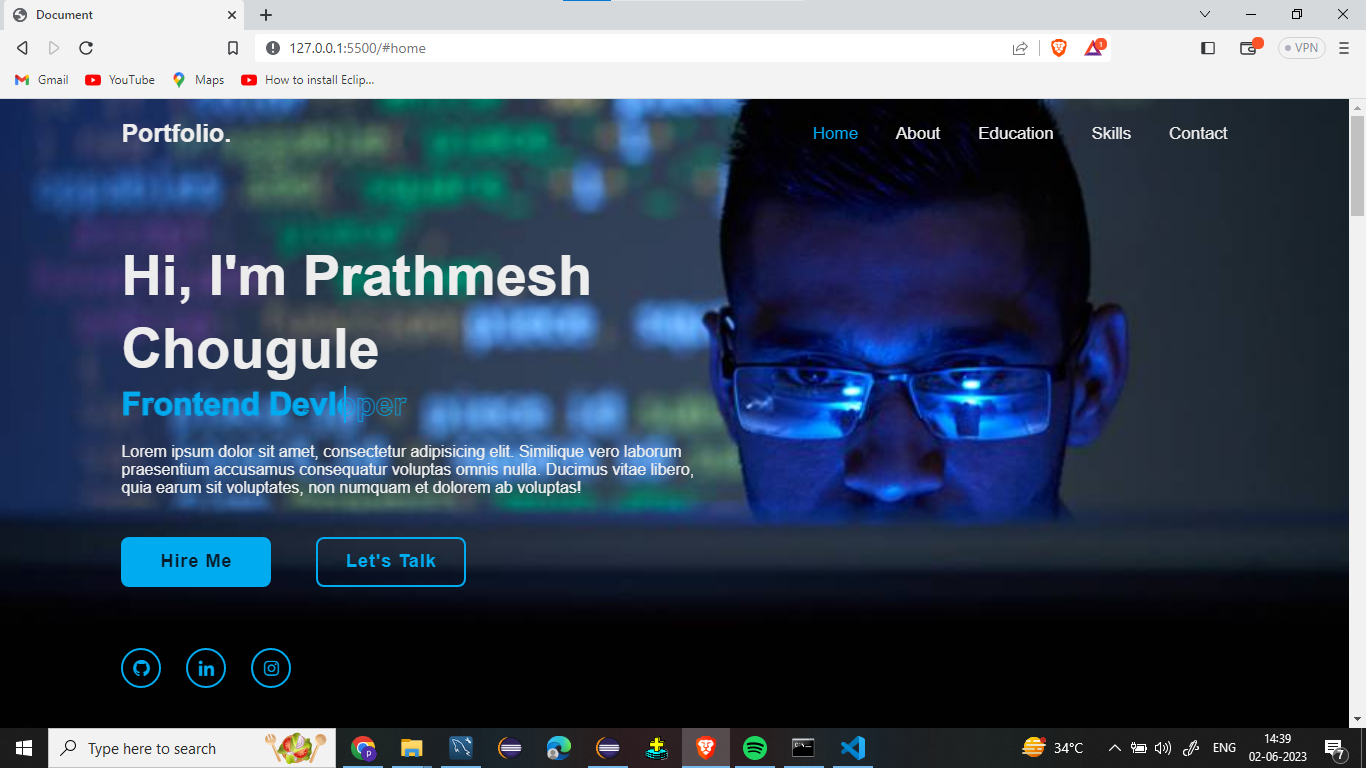 Document
127.0.0.1:5500/#home
1
VPN
Gmail
YouTube
Maps
How to install Eclip...
Portfolio.
Home
About
Education
Skills
Contact
Hi, I'm Prathmesh
Chougule
Frontend Devloper
Lorem ipsum dolor sit amet, consectetur adipisicing elit. Similique vero laborum
praesentium accusamus consequatur voluptas omnis nulla. Ducimus vitae libero,
quia earum sit voluptates, non numquam et dolorem ab voluptas!
Hire Me
Let's Talk
Type here to search
34°C
ENG
14:39
02-06-2023
7